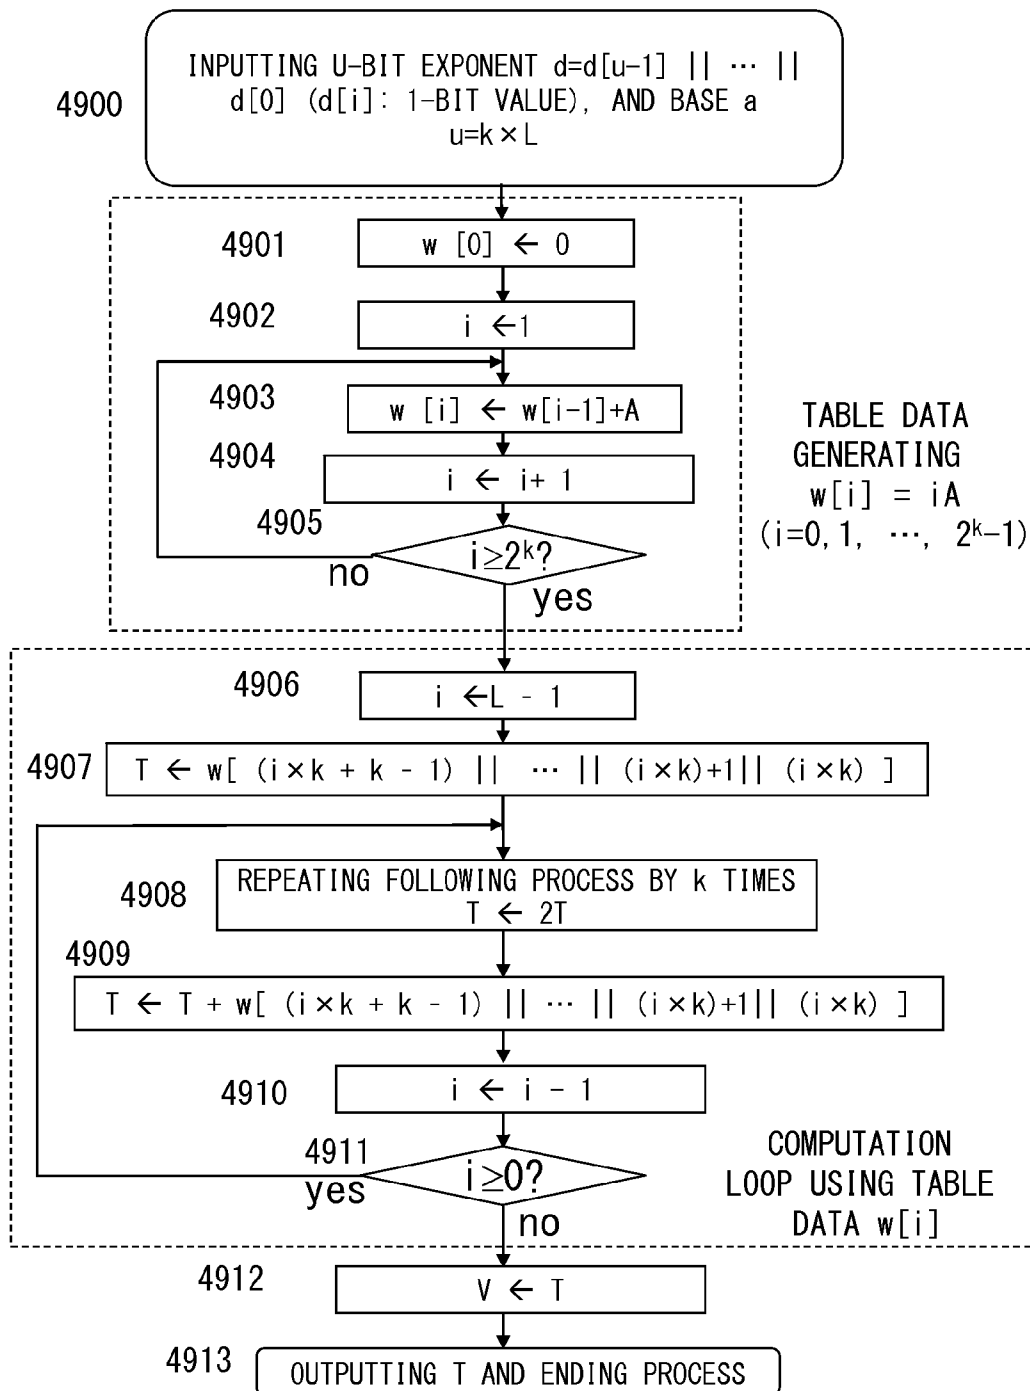 INPUTTING U-BIT EXPONENT d=d[u-1] || … ||
4900
d[0] (d[i]: 1-BIT VALUE), AND BASE a
u=k×L
4901
w [0] ← 0
4902
i ←1
4903
w [i] ← w[i-1]+A
4904
i ← i+ 1
4905
i≥2ᵏ?
no
yes
TABLE DATA
GENERATING
w[i] = iA
(i=0,1, …, 2ᵏ-1)
4906
i ←L - 1
4907
T ← w[ (i×k + k - 1) || … || (i×k)+1|| (i×k) ]
4908
REPEATING FOLLOWING PROCESS BY k TIMES
T ← 2T
4909
T ← T + w[ (i×k + k - 1) || … || (i×k)+1|| (i×k) ]
4910
i ← i - 1
4911
yes
i≥0?
no
COMPUTATION
LOOP USING TABLE
DATA w[i]
4912
V ← T
4913
OUTPUTTING T AND ENDING PROCESS